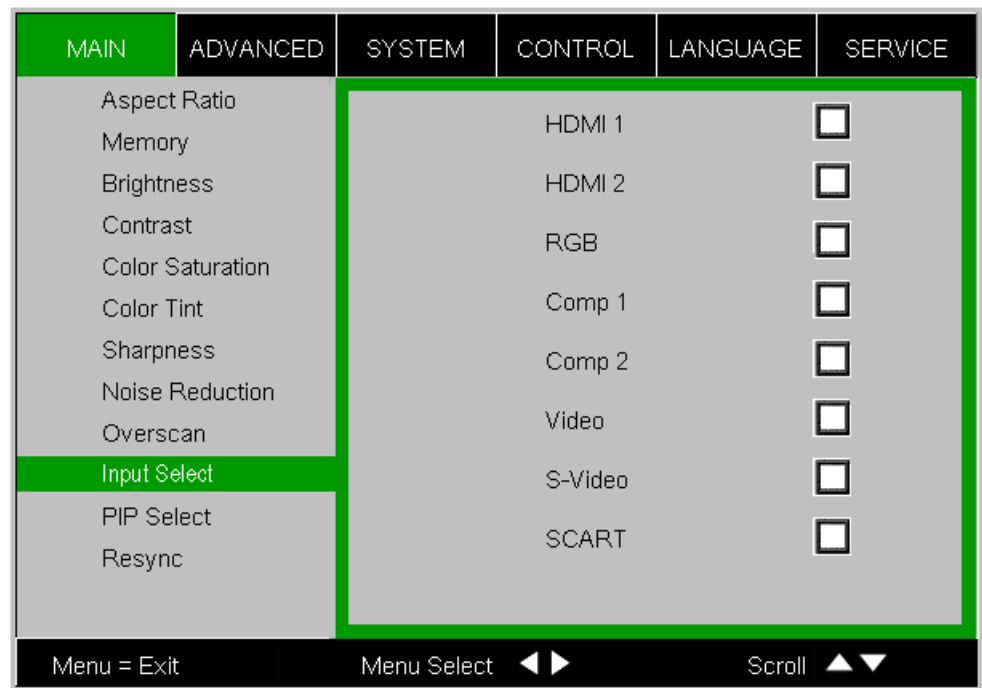 MAIN ADVANCED SYSTEM CONTROL LANGUAGE SERVICE
Aspect Ratio
Memory
Brightness
Contrast
Color Saturation
Color Tint
Sharpness
Noise Reduction
Overscan
Input Select
PIP Select
Resync
HDMI 1
HDMI 2
RGB
Comp 1
Comp 2
Video
S-Video
SCART
Menu = Exit Menu Select Scroll